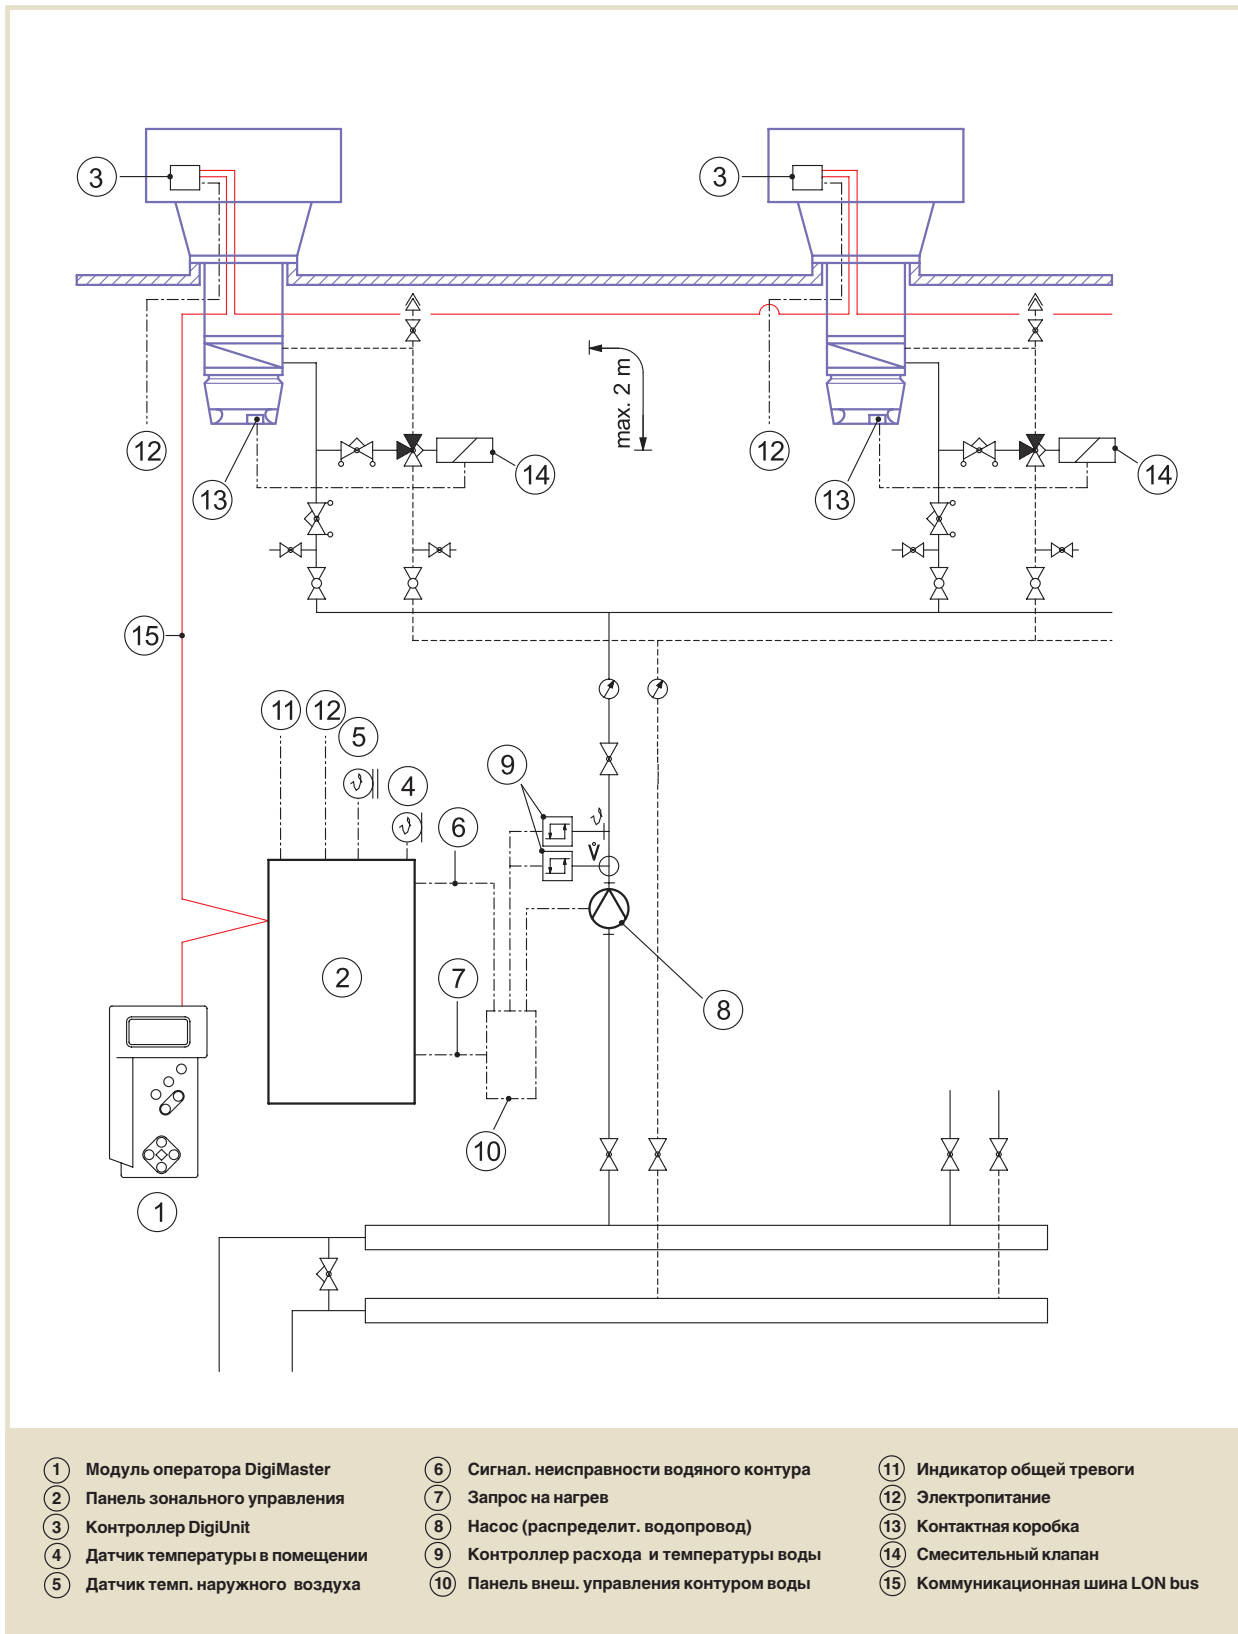 3
3
12
max. 2 m
12
13
14
13
14
15
11
12
5
4
9
6
ϑ
V̊
2
7
8
10
1
1 Модуль оператора DigiMaster
2 Панель зонального управления
3 Контроллер DigiUnit
4 Датчик температуры в помещении
5 Датчик темп. наружного воздуха
6 Сигнал. неисправности водяного контура
7 Запрос на нагрев
8 Насос (распределит. водопровод)
9 Контроллер расхода и температуры воды
10 Панель внеш. управления контуром воды
11 Индикатор общей тревоги
12 Электропитание
13 Контактная коробка
14 Смесительный клапан
15 Коммуникационная шина LON bus